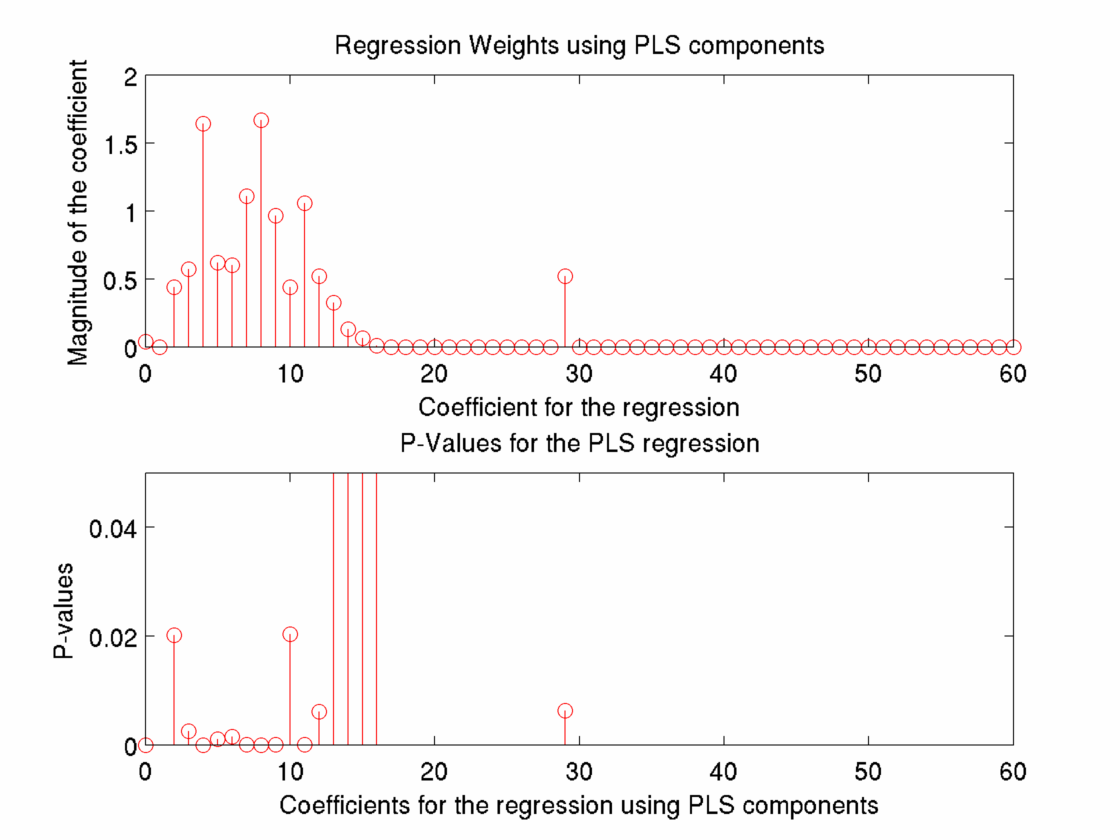 Regression Weights using PLS components
Magnitude of the coefficient
2
1.5
1
0.5
0
0 10 20 30 40 50 60
Coefficient for the regression
P-Values for the PLS regression
P-values
0.04
0.02
0
0 10 20 30 40 50 60
Coefficients for the regression using PLS components